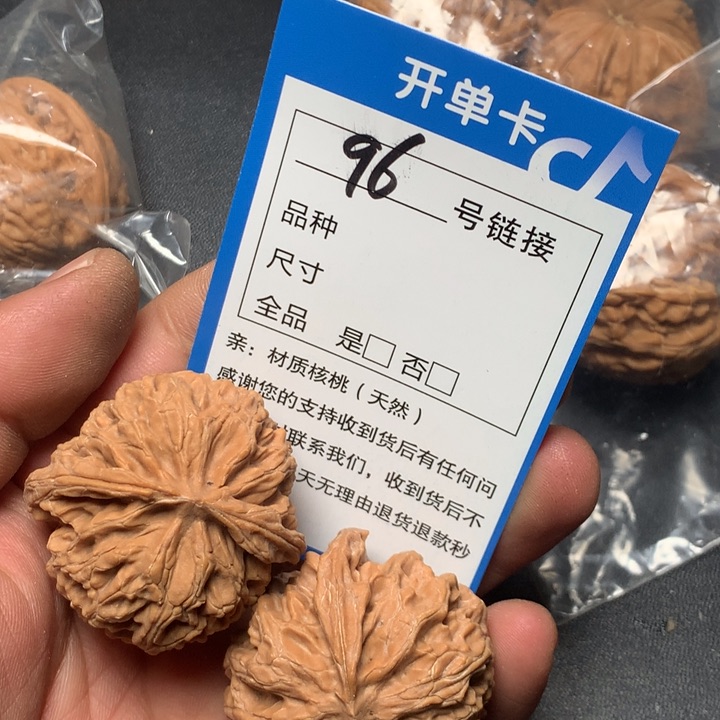 开单卡
96 号链接
品种
尺寸
全品 是□ 否□
亲：材质核桃（天然）
感谢您的支持收到货后有任何问
联系我们，收到货后不
天无理由退货退款秒